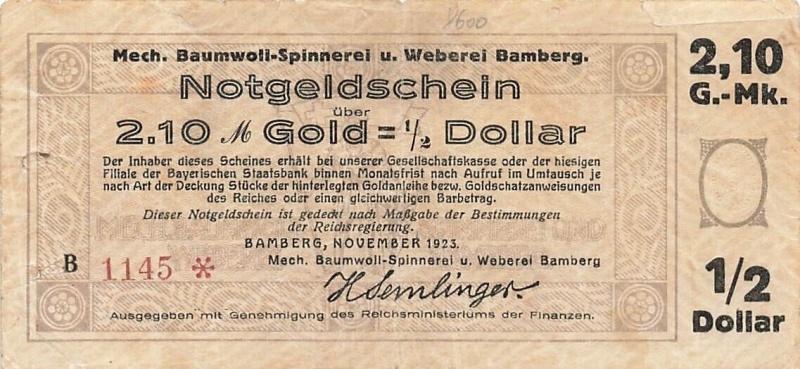 V600
Mech. Baumwoll-Spinnerei u. Weberei Bamberg.
Notgeldschein
über
2.10 M Gold = 1/2 Dollar
Der Inhaber dieses Scheines erhält bei unserer Gesellschaftskasse oder der hiesigen
Filiale der Bayerischen Staatsbank binnen Monatsfrist nach Aufruf im Umtausch je
nach Art der Deckung Stücke der hinterlegten Goldanleihe bezw. Goldschatzanweisungen
des Reiches oder einen gleichwertigen Barbetrag.
Dieser Notgeldschein ist gedeckt nach Maßgabe der Bestimmungen
der Reichsregierung.
BAMBERG, NOVEMBER 1923.
Mech. Baumwoll-Spinnerei u. Weberei Bamberg
B 1145 *
HSemlinger.
Ausgegeben mit Genehmigung des Reichsministeriums der Finanzen.
2,10
G.-Mk.
1/2
Dollar